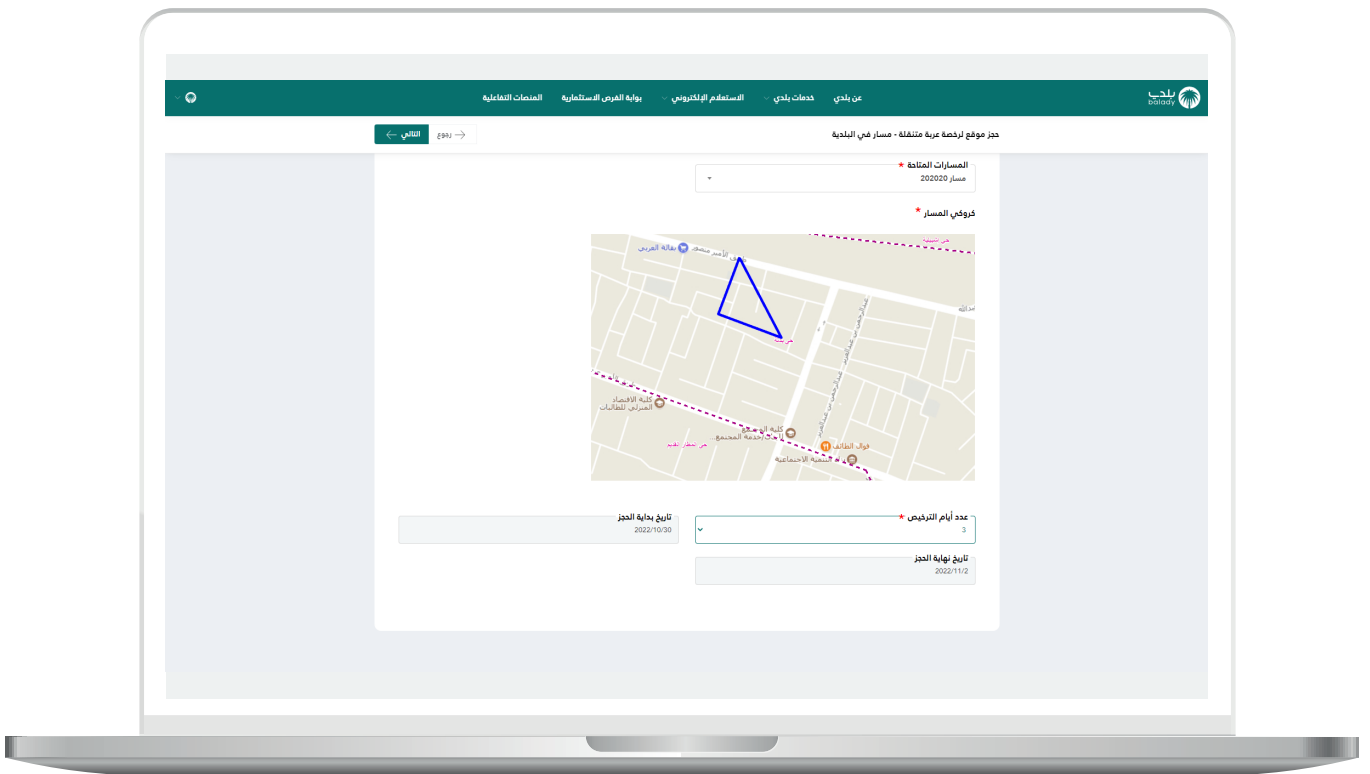 بلدي
balady
عن بلدي
خدمات بلدي
الاستعلام الإلكتروني
بوابة الفرص الاستثمارية
المنصات التفاعلية
حجز موقع لرخصة عربة متنقلة - مسار في البلدية
رجوع
التالي
المسارات المتاحة *
مسار 202020
كروكي المسار *
بقالة العربي
كلية الاقتصاد
المنزلي للطالبات
فوال الطائف
عدد أيام الترخيص *
3
تاريخ بداية الحجز
2022/10/30
تاريخ نهاية الحجز
2022/11/2